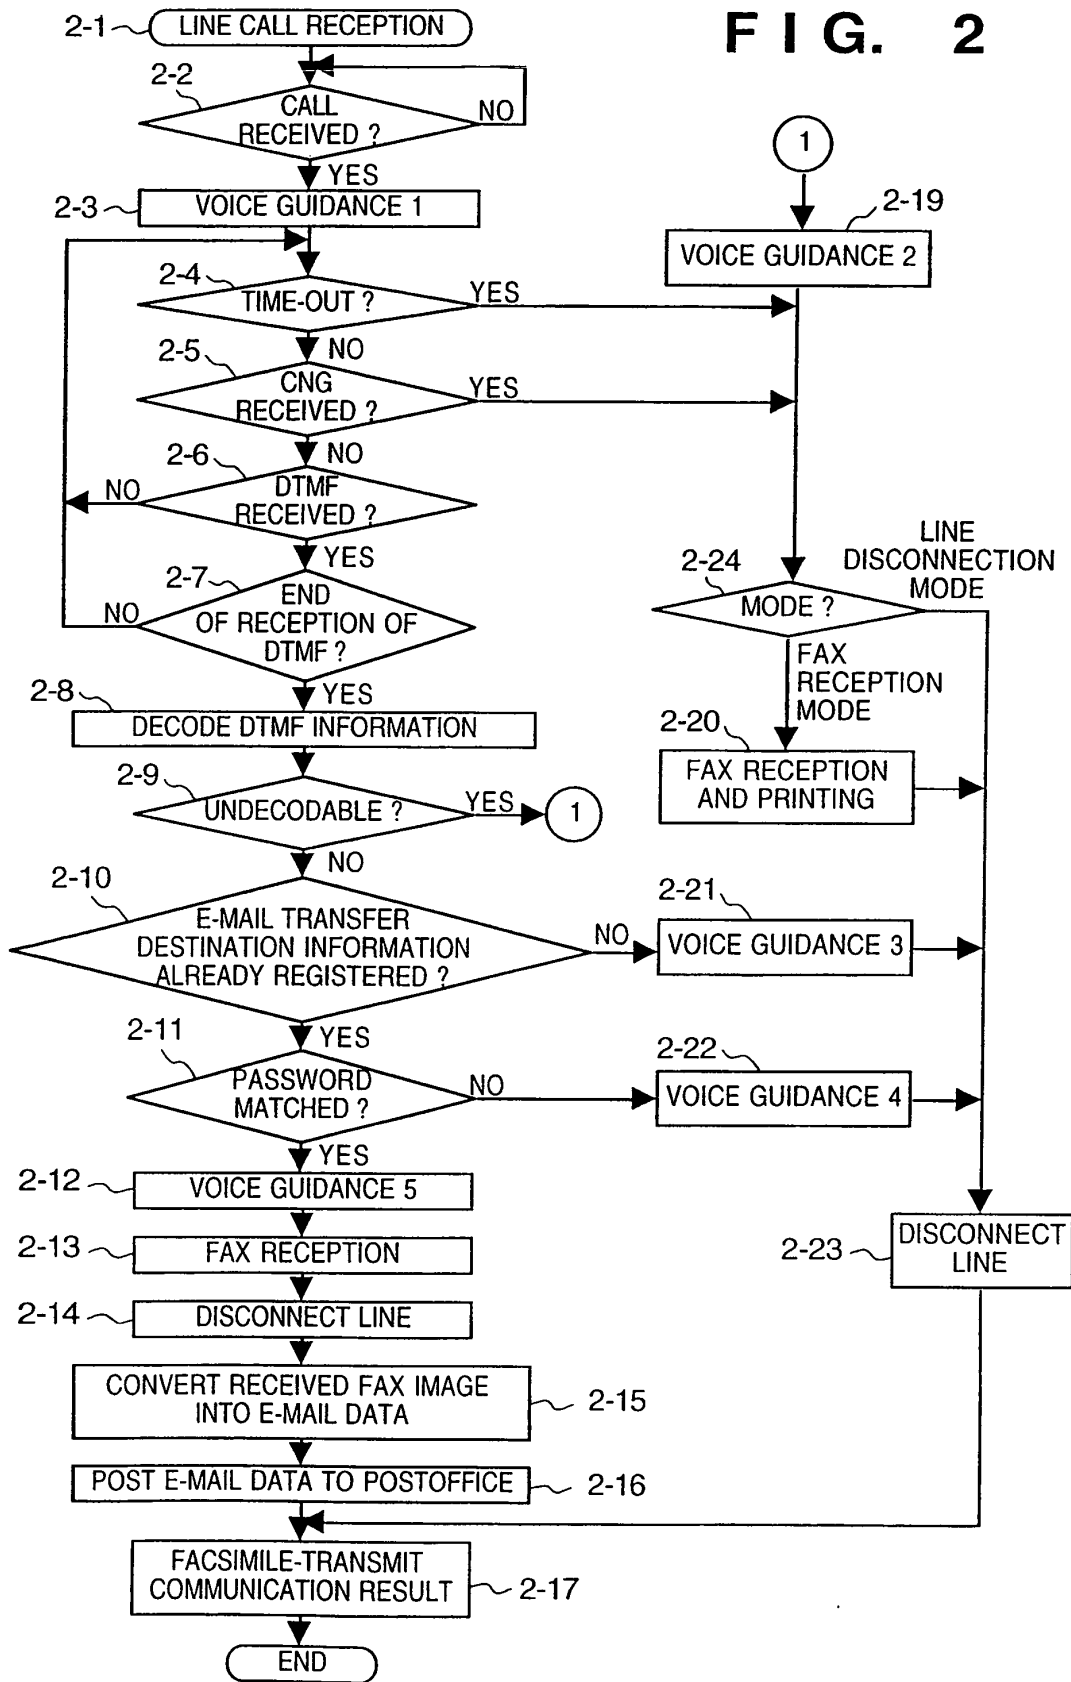 FIG. 2
2-1
LINE CALL RECEPTION
2-2
CALL
RECEIVED ?
NO
YES
2-3
VOICE GUIDANCE 1
2-4
TIME-OUT ?
YES
NO
2-5
CNG
RECEIVED ?
YES
NO
2-6
DTMF
RECEIVED ?
NO
YES
2-7
END
OF RECEPTION OF
DTMF ?
NO
YES
2-8
DECODE DTMF INFORMATION
2-9
UNDECODABLE ?
YES
1
NO
2-10
E-MAIL TRANSFER
DESTINATION INFORMATION
ALREADY REGISTERED ?
NO
YES
2-11
PASSWORD
MATCHED ?
NO
YES
2-12
VOICE GUIDANCE 5
2-13
FAX RECEPTION
2-14
DISCONNECT LINE
CONVERT RECEIVED FAX IMAGE
INTO E-MAIL DATA
2-15
POST E-MAIL DATA TO POSTOFFICE
2-16
FACSIMILE-TRANSMIT
COMMUNICATION RESULT
2-17
END
1
2-19
VOICE GUIDANCE 2
2-24
MODE ?
LINE
DISCONNECTION
MODE
FAX
RECEPTION
MODE
2-20
FAX RECEPTION
AND PRINTING
2-21
VOICE GUIDANCE 3
2-22
VOICE GUIDANCE 4
2-23
DISCONNECT
LINE